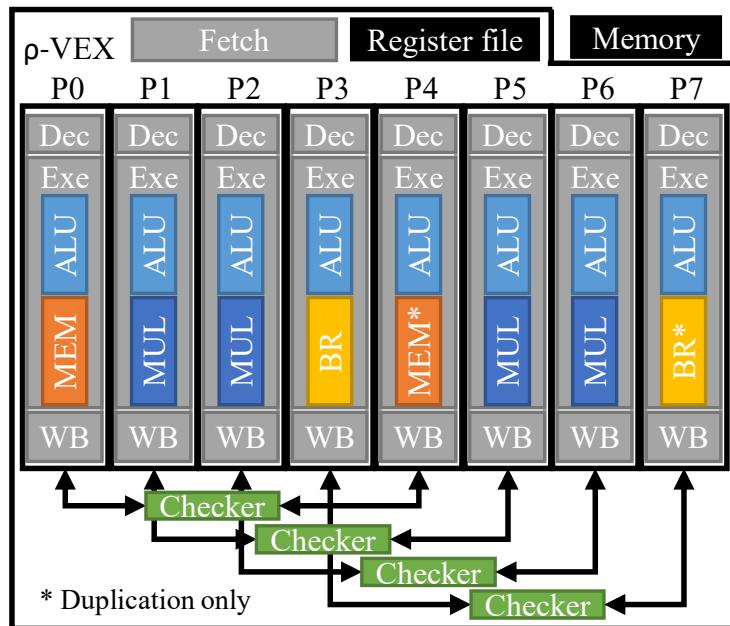 ρ-VEX Fetch Register file Memory
P0 P1 P2 P3 P4 P5 P6 P7
Dec Dec Dec Dec Dec Dec Dec Dec
Exe Exe Exe Exe Exe Exe Exe Exe
ALU ALU ALU ALU ALU ALU ALU ALU
MEM MUL MUL BR MEM* MUL MUL BR*
WB WB WB WB WB WB WB WB
Checker
Checker
Checker
Checker
* Duplication only